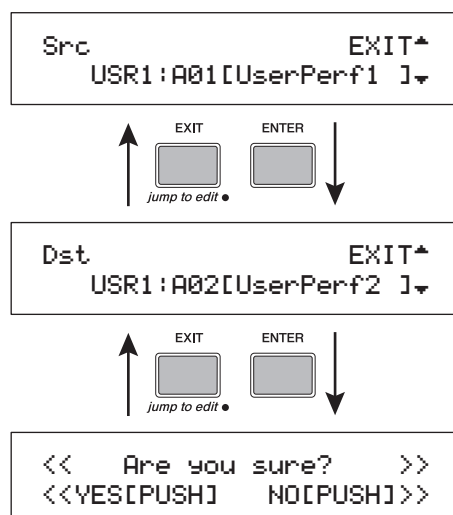 Src EXIT▲
USR1:A01[UserPerf1 ]▼
EXIT ENTER
jump to edit ●
Dst EXIT▲
USR1:A02[UserPerf2 ]▼
EXIT ENTER
jump to edit ●
<< Are you sure? >>
<<YES[PUSH] NO[PUSH]>>